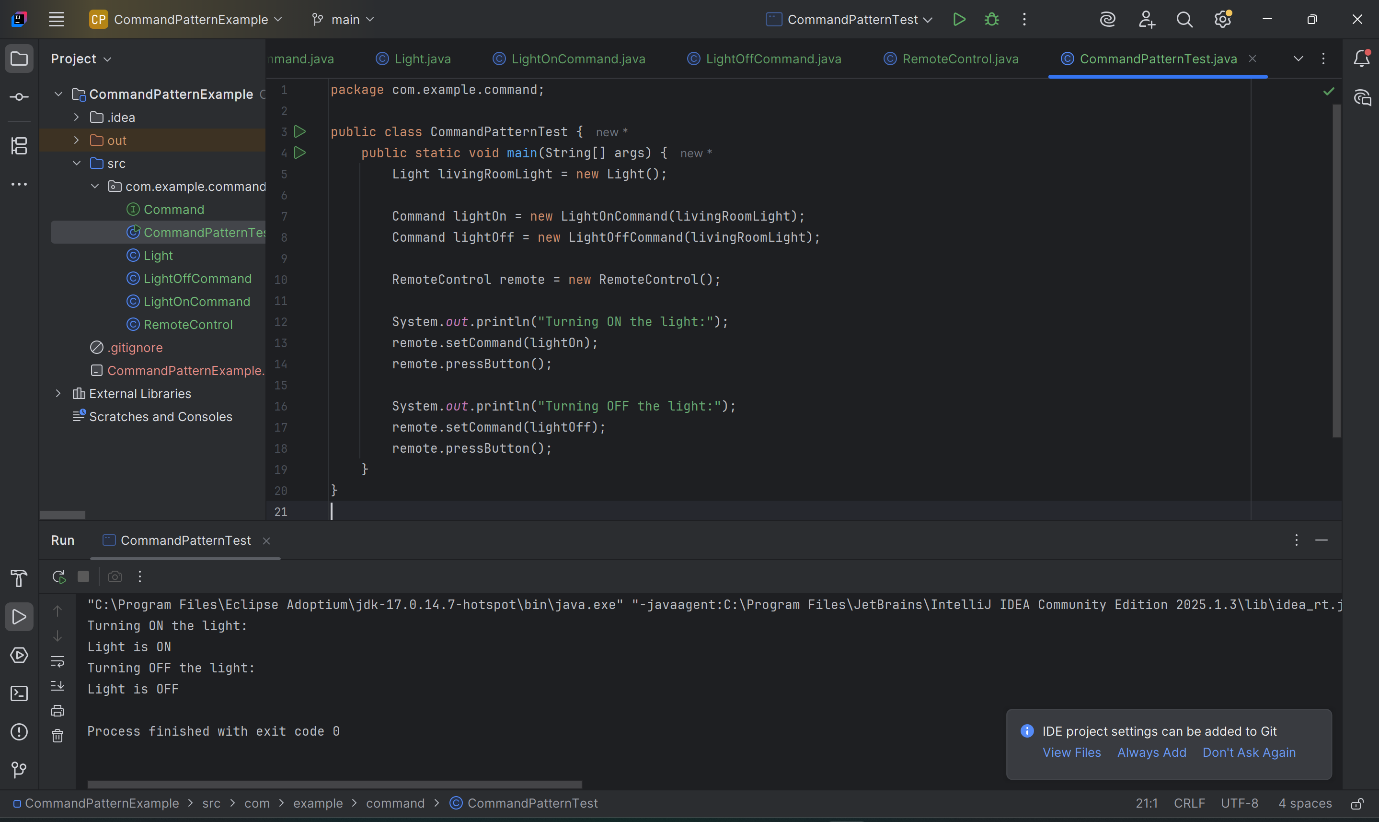 CP CommandPatternExample main CommandPatternTest
Project
mmand.java Light.java LightOnCommand.java LightOffCommand.java RemoteControl.java CommandPatternTest.java
CommandPatternExample
.idea
out
src
com.example.command
Command
CommandPatternTes
Light
LightOffCommand
LightOnCommand
RemoteControl
.gitignore
CommandPatternExample.
External Libraries
Scratches and Consoles
1 package com.example.command;
2
3 public class CommandPatternTest { new *
4 public static void main(String[] args) { new *
5 Light livingRoomLight = new Light();
6
7 Command lightOn = new LightOnCommand(livingRoomLight);
8 Command lightOff = new LightOffCommand(livingRoomLight);
9
10 RemoteControl remote = new RemoteControl();
11
12 System.out.println("Turning ON the light:");
13 remote.setCommand(lightOn);
14 remote.pressButton();
15
16 System.out.println("Turning OFF the light:");
17 remote.setCommand(lightOff);
18 remote.pressButton();
19 }
20 }
21
Run CommandPatternTest
"C:\Program Files\Eclipse Adoptium\jdk-17.0.14.7-hotspot\bin\java.exe" "-javaagent:C:\Program Files\JetBrains\IntelliJ IDEA Community Edition 2025.1.3\lib\idea_rt.j
Turning ON the light:
Light is ON
Turning OFF the light:
Light is OFF
Process finished with exit code 0
IDE project settings can be added to Git
View Files Always Add Don't Ask Again
CommandPatternExample > src > com > example > command > CommandPatternTest 21:1 CRLF UTF-8 4 spaces